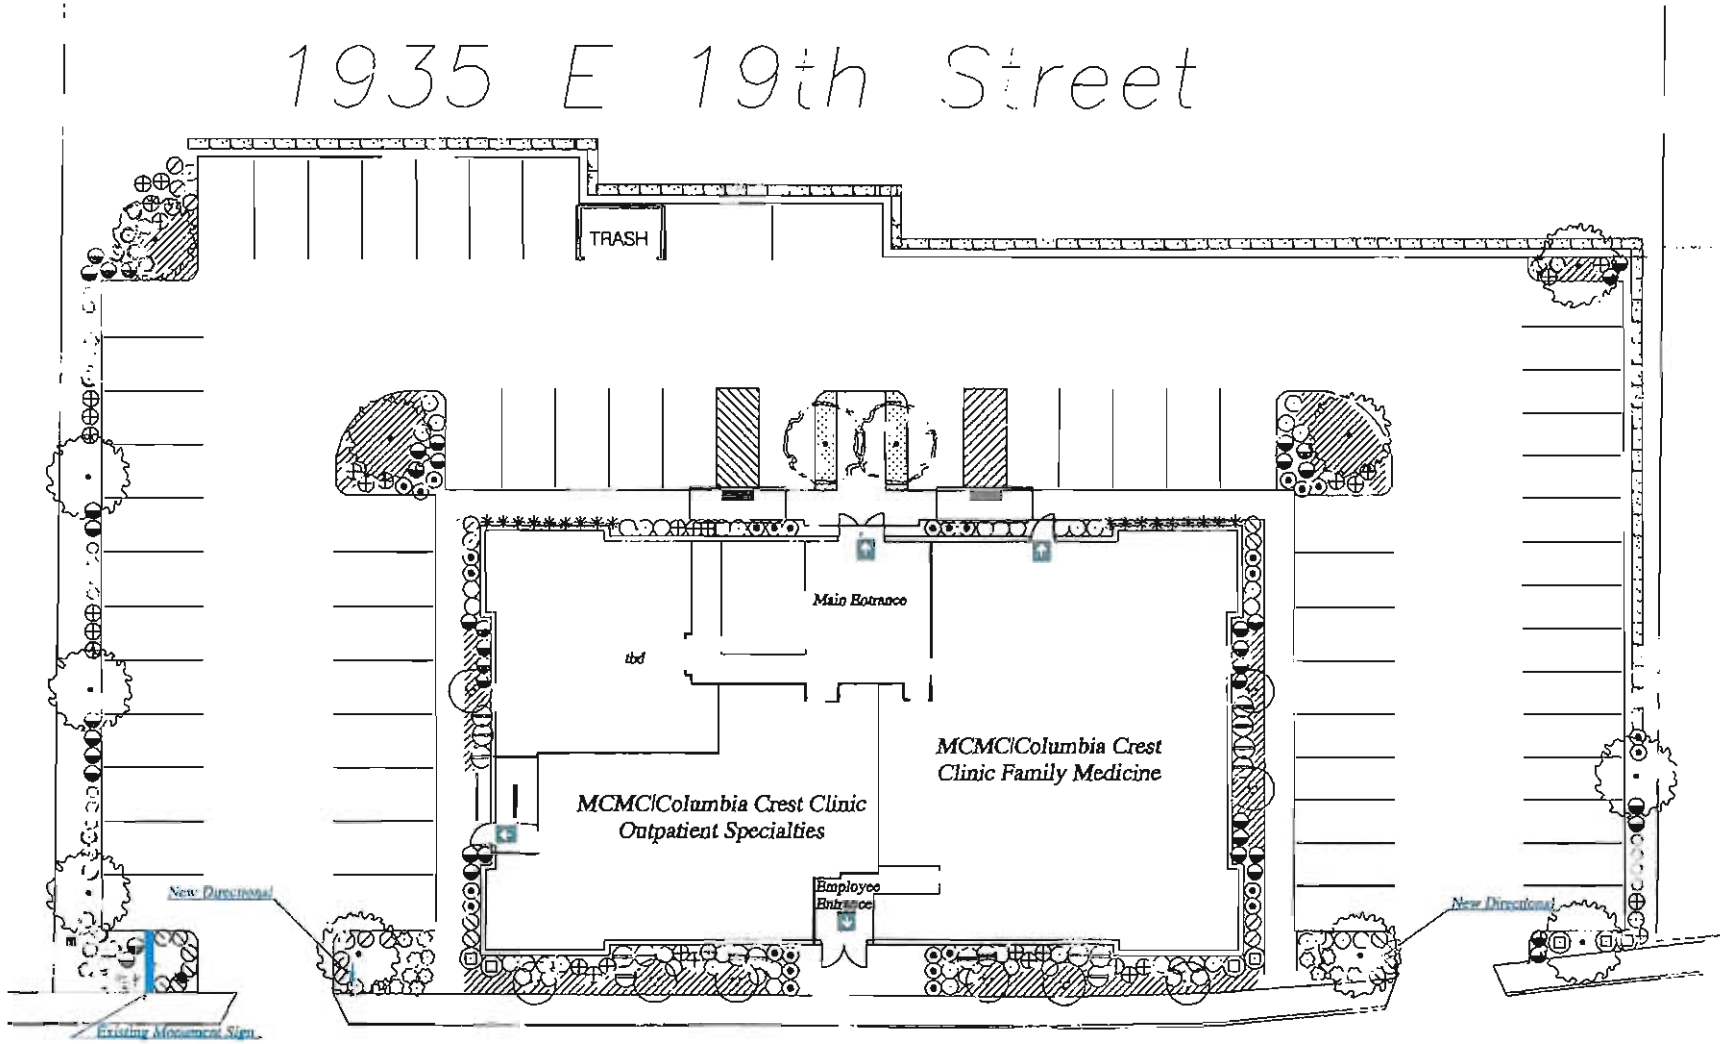 1935 E 19th Street
TRASH
Main Entrance
tbd
MCMC/Columbia Crest
Clinic Family Medicine
MCMC/Columbia Crest Clinic
Outpatient Specialties
Employee
Entrance
New Directional
New Directional
Existing Monument Sign